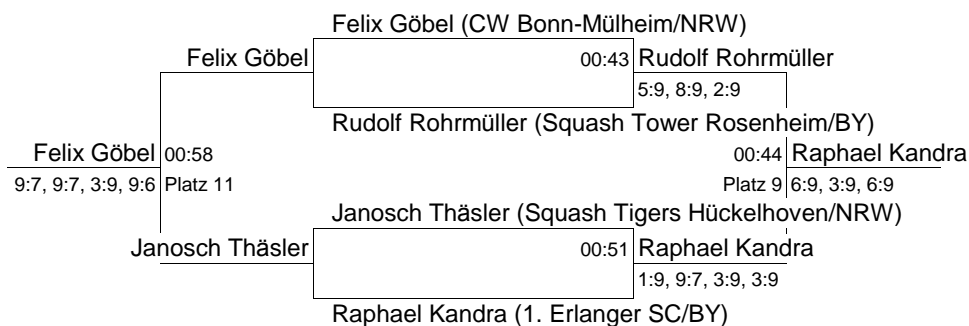 Felix Göbel (CW Bonn-Mülheim/NRW)
Felix Göbel 00:43 Rudolf Rohrmüller
5:9, 8:9, 2:9
Rudolf Rohrmüller (Squash Tower Rosenheim/BY)
Felix Göbel 00:58 00:44 Raphael Kandra
9:7, 9:7, 3:9, 9:6 Platz 11 Platz 9 6:9, 3:9, 6:9
Janosch Thäsler (Squash Tigers Hückelhoven/NRW)
Janosch Thäsler 00:51 Raphael Kandra
1:9, 9:7, 3:9, 3:9
Raphael Kandra (1. Erlanger SC/BY)